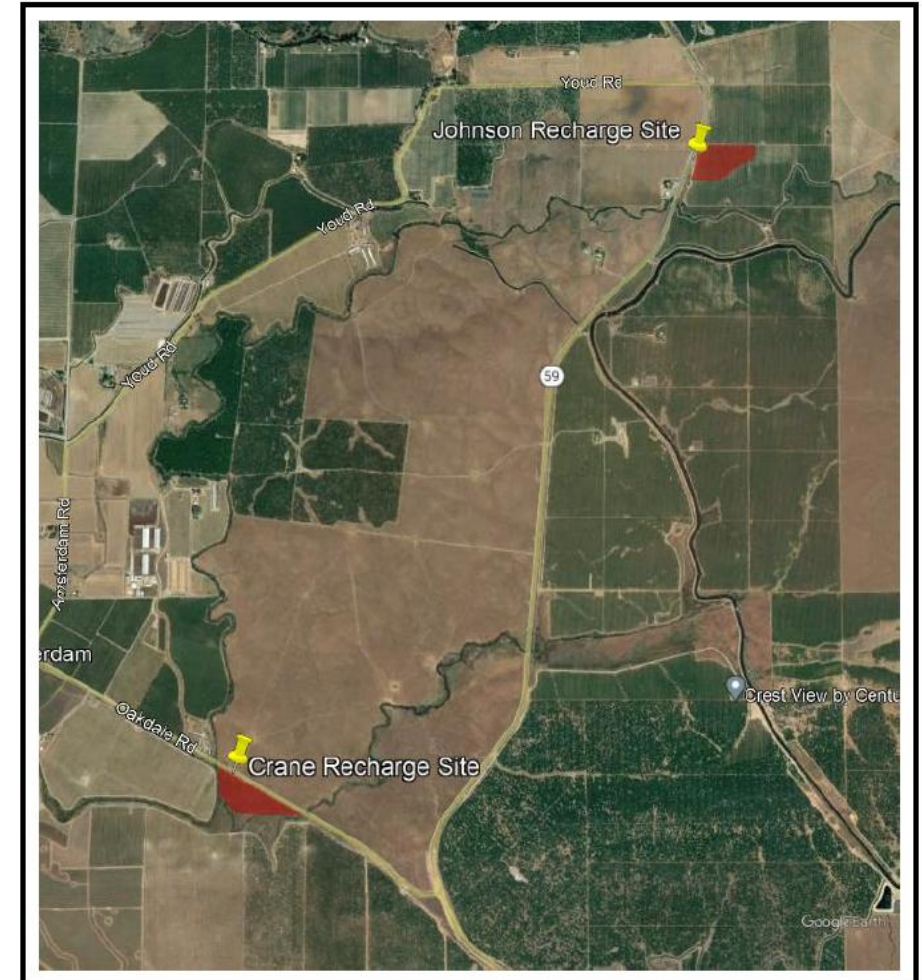 Youd Rd
Johnson Recharge Site
Youd Rd
Youd Rd
59
Amsterdam Rd
erdam
Crest View by Centu
Oakdale Rd
Crane Recharge Site
Google Earth